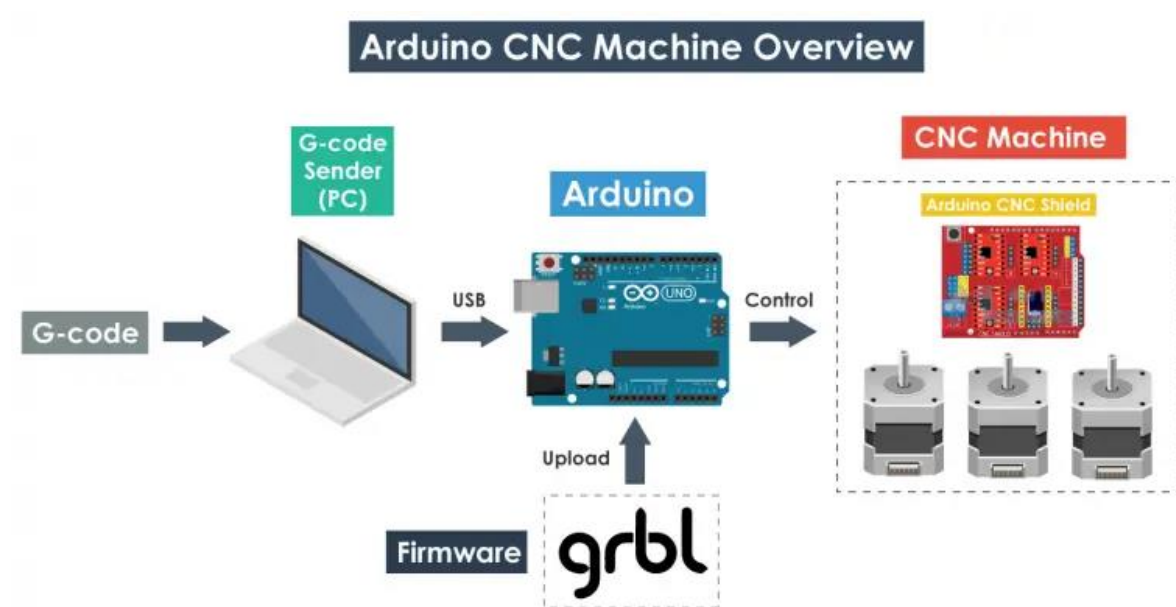 Arduino CNC Machine Overview
G-code
Sender
(PC)
Arduino
CNC Machine
Arduino CNC Shield
G-code
USB
UNO
Control
Upload
Firmware
grbl